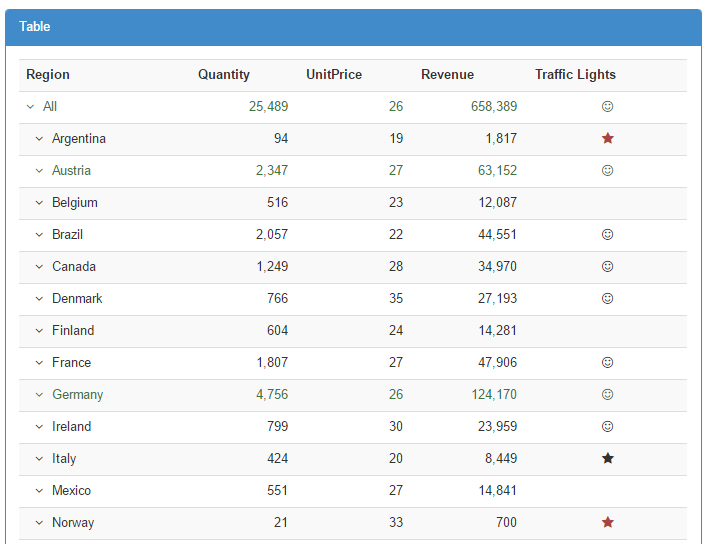 Table
Region Quantity UnitPrice Revenue Traffic Lights
All 25,489 26 658,389
Argentina 94 19 1,817
Austria 2,347 27 63,152
Belgium 516 23 12,087
Brazil 2,057 22 44,551
Canada 1,249 28 34,970
Denmark 766 35 27,193
Finland 604 24 14,281
France 1,807 27 47,906
Germany 4,756 26 124,170
Ireland 799 30 23,959
Italy 424 20 8,449
Mexico 551 27 14,841
Norway 21 33 700